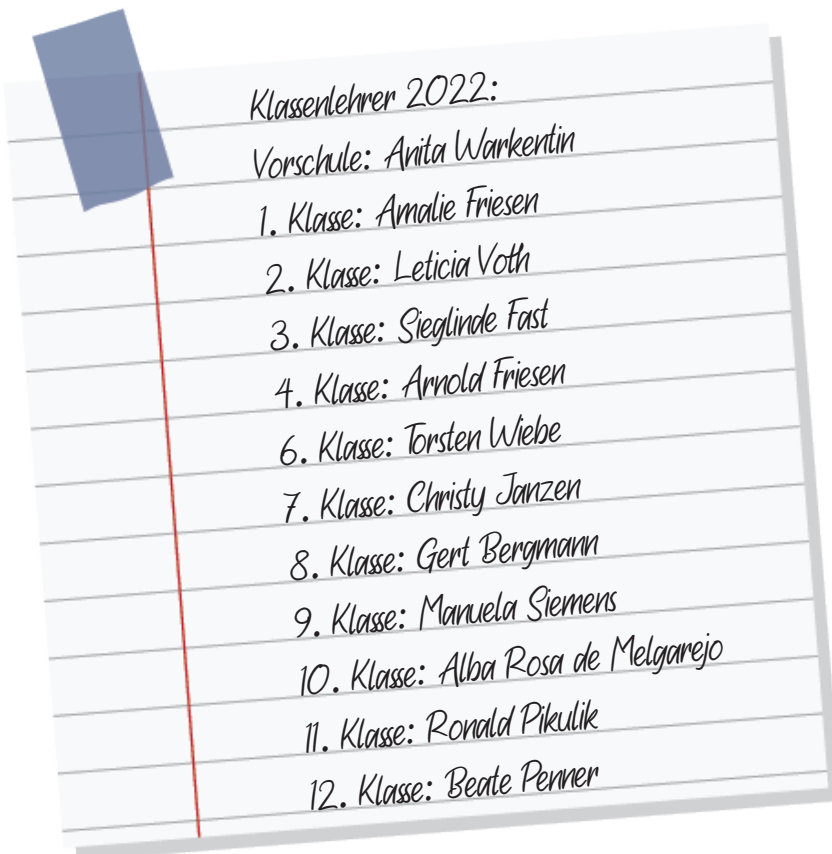 Klassenlehrer 2022:
Vorschule: Anita Warkentin
1. Klasse: Amalie Friesen
2. Klasse: Leticia Voth
3. Klasse: Sieglinde Fast
4. Klasse: Arnold Friesen
6. Klasse: Torsten Wiebe
7. Klasse: Christy Janzen
8. Klasse: Gert Bergmann
9. Klasse: Manuela Siemens
10. Klasse: Alba Rosa de Melgarejo
11. Klasse: Ronald Pikulik
12. Klasse: Beate Penner